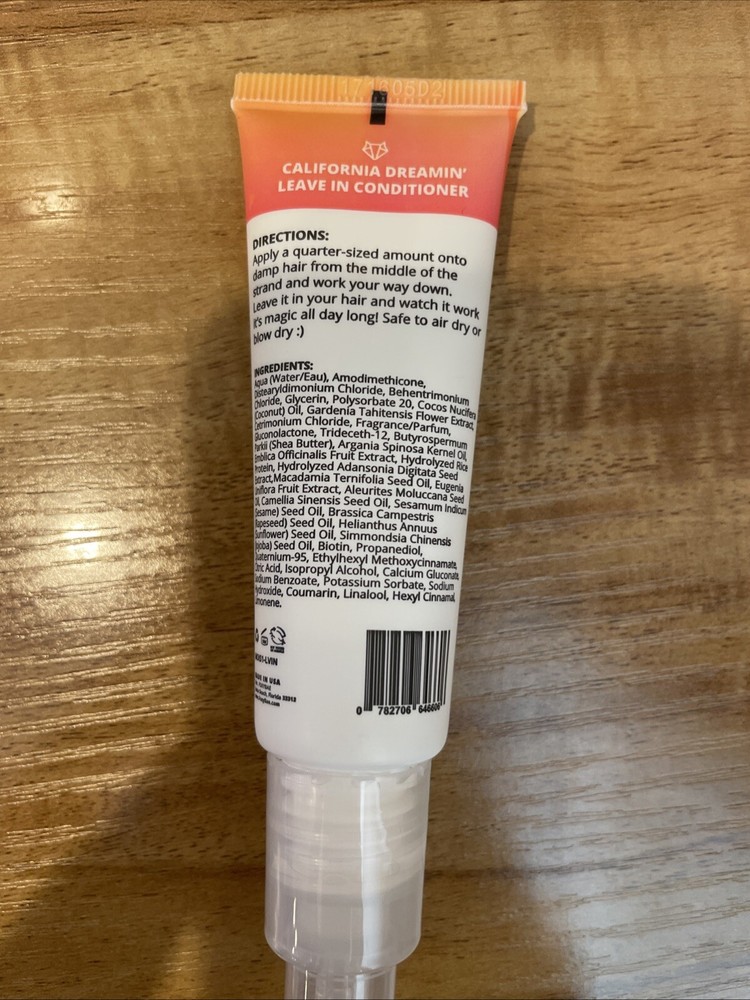 CALIFORNIA DREAMIN'
LEAVE IN CONDITIONER
DIRECTIONS:
Apply a quarter-sized amount onto
damp hair from the middle of the
strand and work your way down.
Leave it in your hair and watch it work
it's magic all day long! Safe to air dry or
blow dry :)
INGREDIENTS:
Aqua (Water/Eau), Amodimethicone,
Distearyldimonium Chloride, Behentrimonium
Chloride, Glycerin, Polysorbate 20, Cocos Nucifera
(Coconut) Oil, Gardenia Tahitensis Flower Extract,
Cetrimonium Chloride, Fragrance/Parfum,
Gluconolactone, Trideceth-12, Butyrospermum
Parkii (Shea Butter), Argania Spinosa Kernel Oil,
Emblica Officinalis Fruit Extract, Hydrolyzed Rice
Protein, Hydrolyzed Adansonia Digitata Seed
Extract,Macadamia Ternifolia Seed Oil, Eugenia
Uniflora Fruit Extract, Aleurites Moluccana Seed
Oil, Camellia Sinensis Seed Oil, Sesamum Indicum
(Sesame) Seed Oil, Brassica Campestris
(Rapeseed) Seed Oil, Helianthus Annuus
(Sunflower) Seed Oil, Simmondsia Chinensis
(Jojoba) Seed Oil, Biotin, Propanediol,
Quaternium-95, Ethylhexyl Methoxycinnamate,
Citric Acid, Isopropyl Alcohol, Calcium Gluconate,
Sodium Benzoate, Potassium Sorbate, Sodium
Hydroxide, Coumarin, Linalool, Hexyl Cinnamal,
Limonene.
MADE IN USA
0 782706 646606